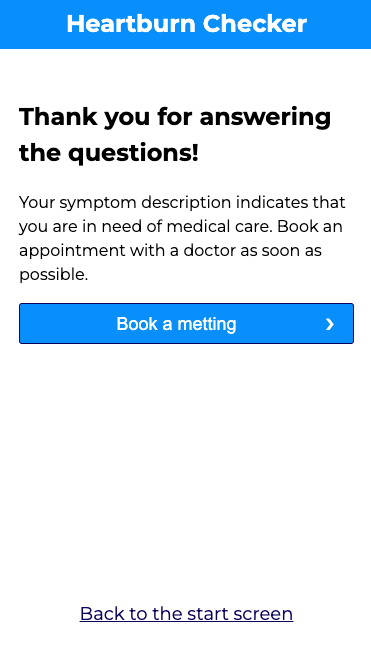 Heartburn Checker
Thank you for answering
the questions!
Your symptom description indicates that
you are in need of medical care. Book an
appointment with a doctor as soon as
possible.
Book a metting ›
Back to the start screen